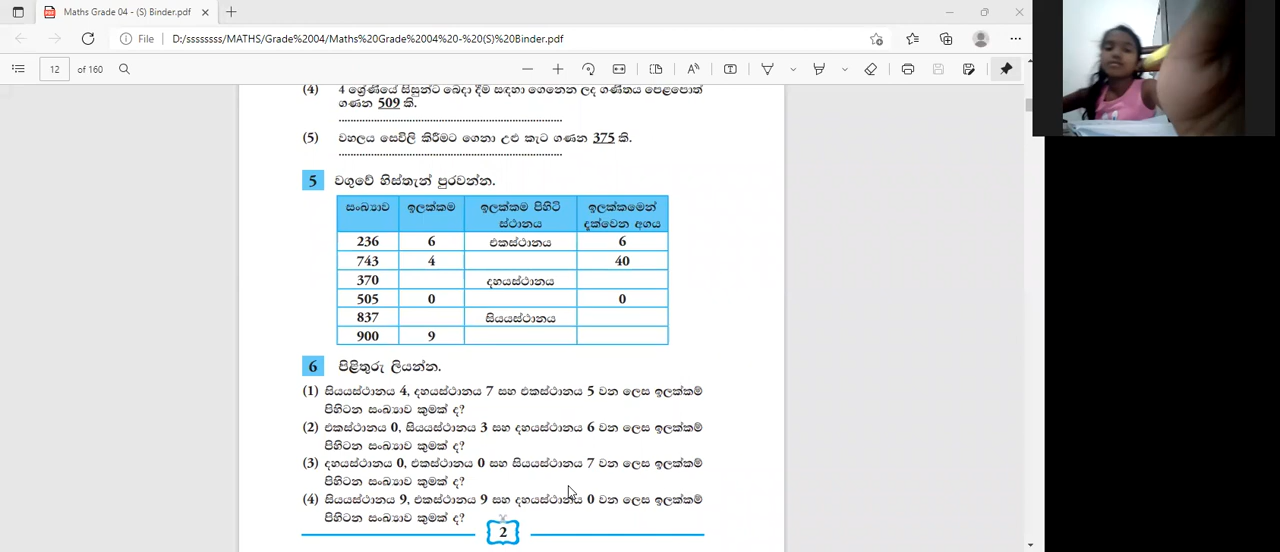 Maths Grade 04 - (S) Binder.pdf
File D:/ssssssss/MATHS/Grade%2004/Maths%20Grade%2004%20-%20(S)%20Binder.pdf
12 of 160
(4) 4 ශ්‍රේණියේ සිසුන්ට බෙදා දීම සඳහා ගෙනෙන ලද ගණිතය පෙළපොත්
ගණන 509 කි.
(5) වහලය සෙවිලි කිරීමට ගෙනා උළු කැට ගණන 375 කි.
5 වගුවේ හිස්තැන් පුරවන්න.
සංඛ්‍යාව ඉලක්කම ඉලක්කම පිහිටි ස්ථානය ඉලක්කමෙන් දැක්වෙන අගය
236 6 එකස්ථානය 6
743 4 40
370 දහයස්ථානය
505 0 0
837 සියයස්ථානය
900 9
6 පිළිතුරු ලියන්න.
(1) සියයස්ථානය 4, දහයස්ථානය 7 සහ එකස්ථානය 5 වන ලෙස ඉලක්කම්
පිහිටන සංඛ්‍යාව කුමක් ද?
(2) එකස්ථානය 0, සියයස්ථානය 3 සහ දහයස්ථානය 6 වන ලෙස ඉලක්කම්
පිහිටන සංඛ්‍යාව කුමක් ද?
(3) දහයස්ථානය 0, එකස්ථානය 0 සහ සියයස්ථානය 7 වන ලෙස ඉලක්කම්
පිහිටන සංඛ්‍යාව කුමක් ද?
(4) සියයස්ථානය 9, එකස්ථානය 9 සහ දහයස්ථානය 0 වන ලෙස ඉලක්කම්
පිහිටන සංඛ්‍යාව කුමක් ද?
2